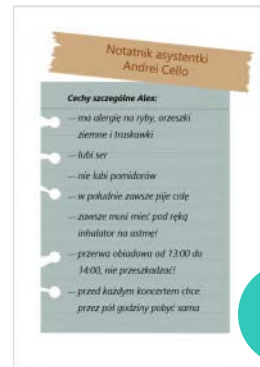 Notatnik asystentki
Andrei Cello
Cechy szczególne Alex:
— ma alergię na ryby, orzeszki
ziemne i truskawki
— lubi ser
— nie lubi pomidorów
— w południe zawsze pije colę
— zawsze musi mieć pod ręką
inhalator na astmę!
— przerwa obiadowa od 13:00 do
14:00, nie przeszkadzać!
— przed każdym koncertem chce
przez pół godziny pobyć sama